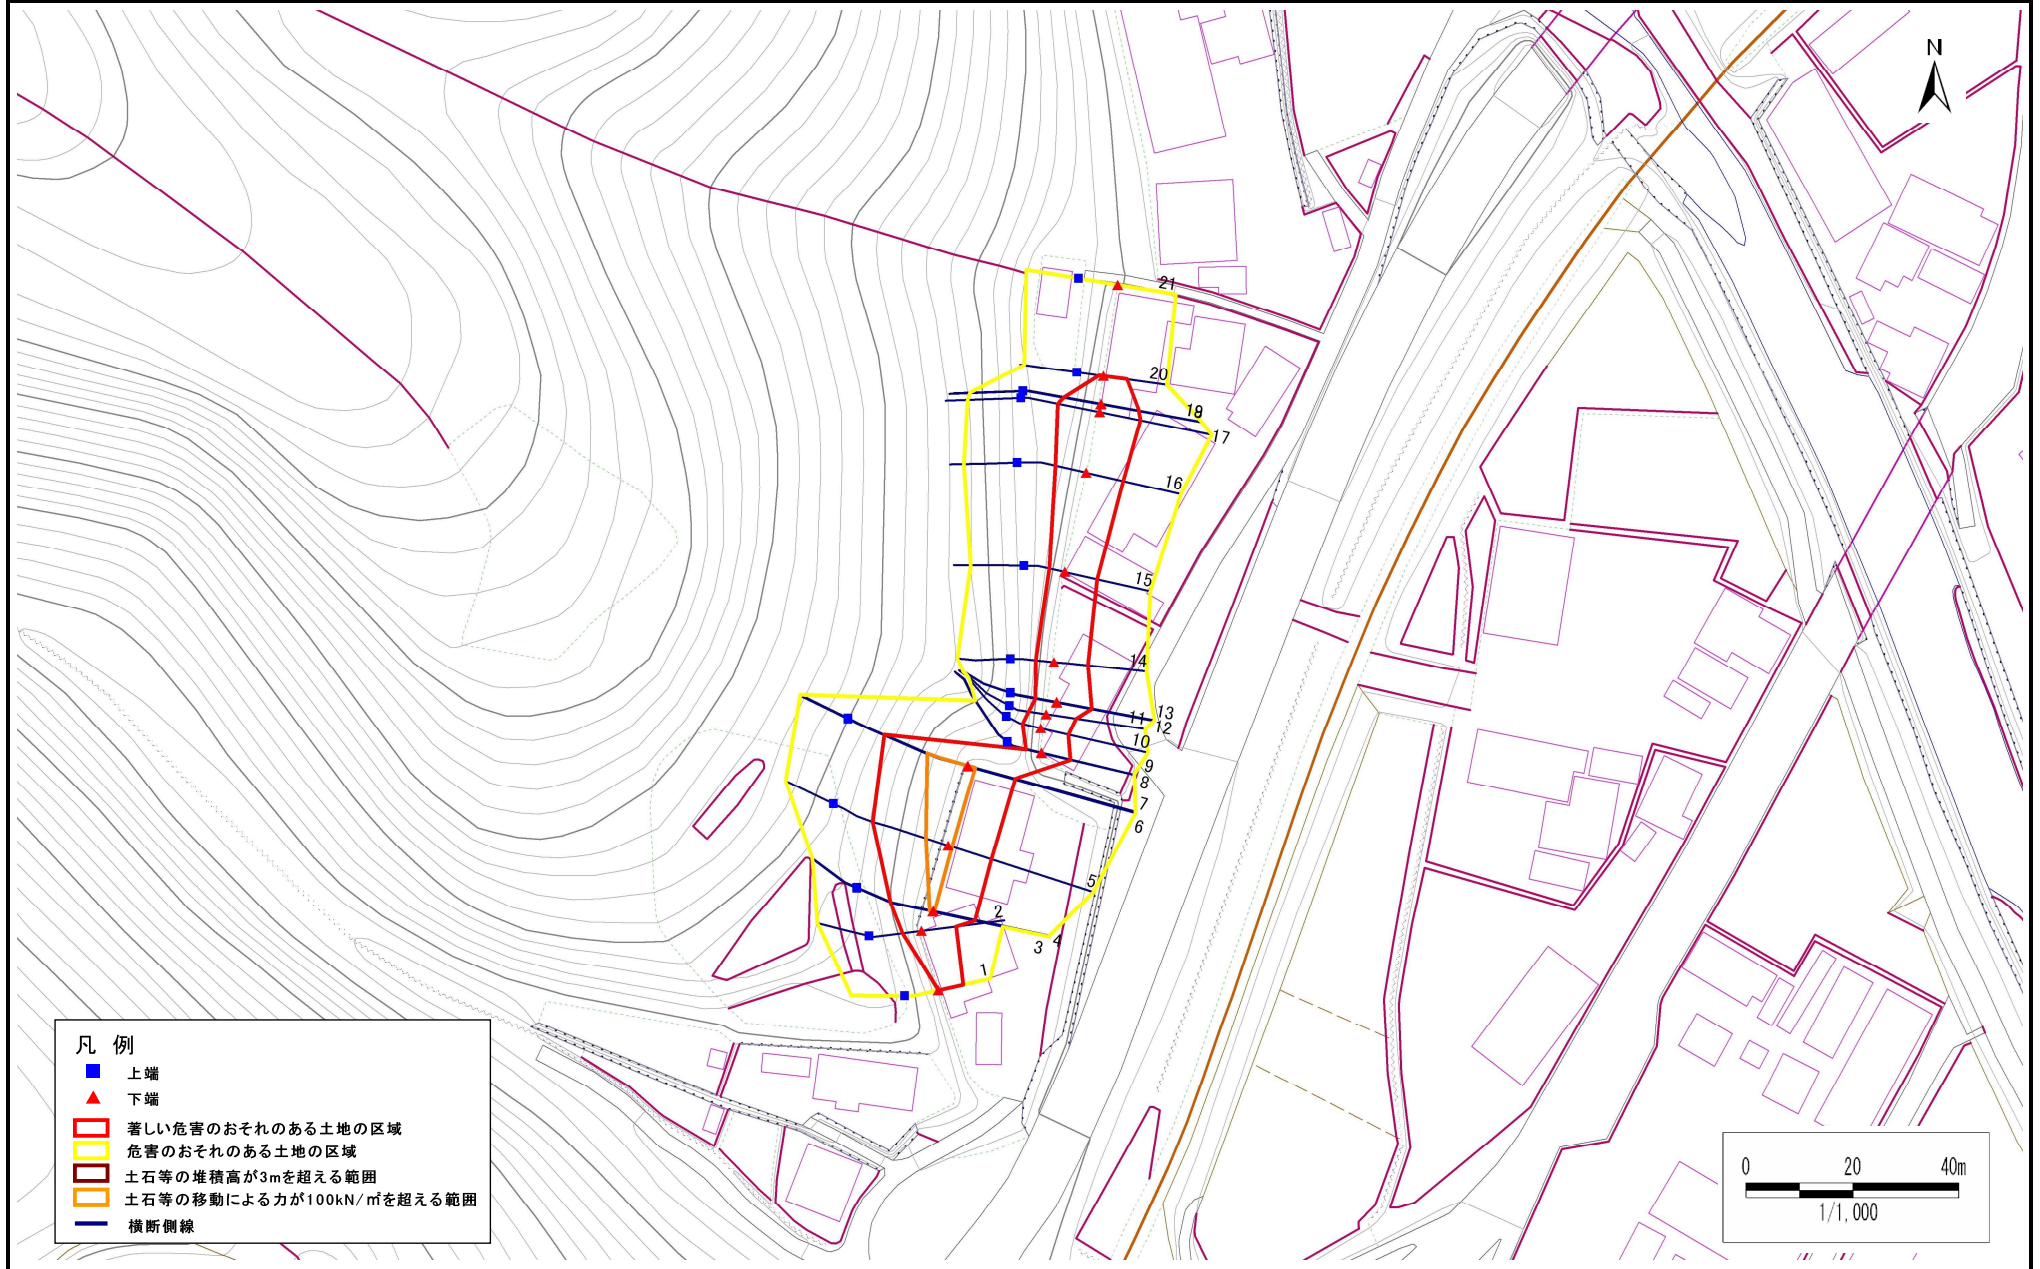 N
21
20
19
17
16
15
14
13
11
12
10
9
8
7
6
5
2
4
3
1
凡 例
上端
下端
著しい危害のおそれのある土地の区域
危害のおそれのある土地の区域
土石等の堆積高が3mを超える範囲
土石等の移動による力が100kN/㎡を超える範囲
横断側線
0 20 40m
1/1,000